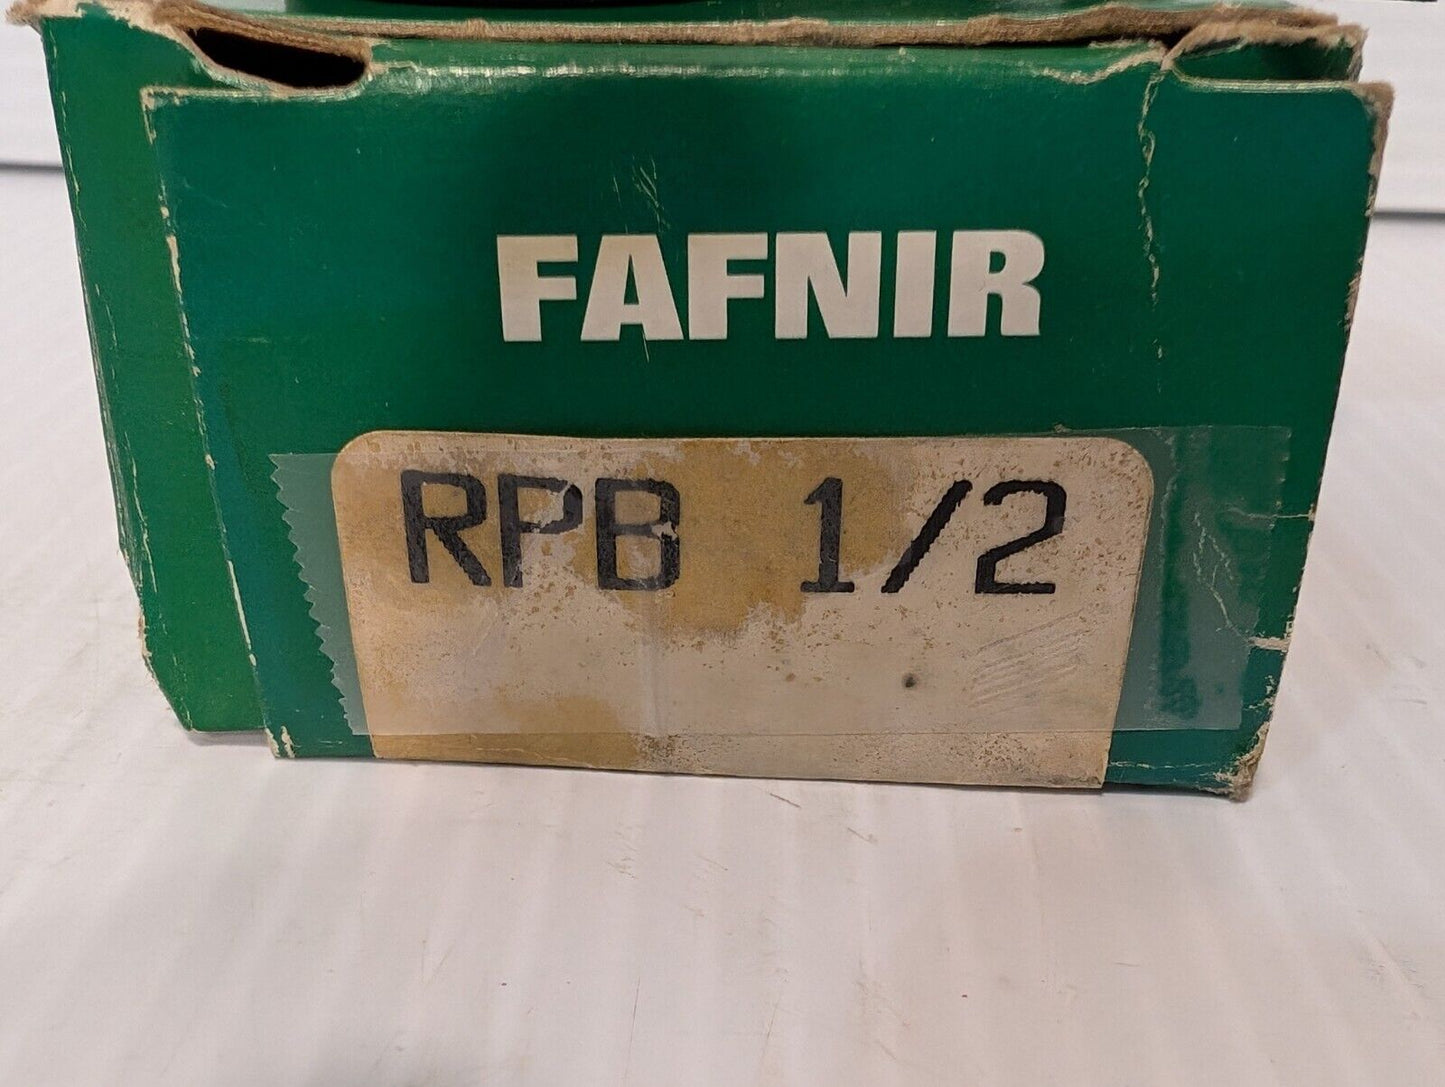 FAFNIR
RPB 1/2